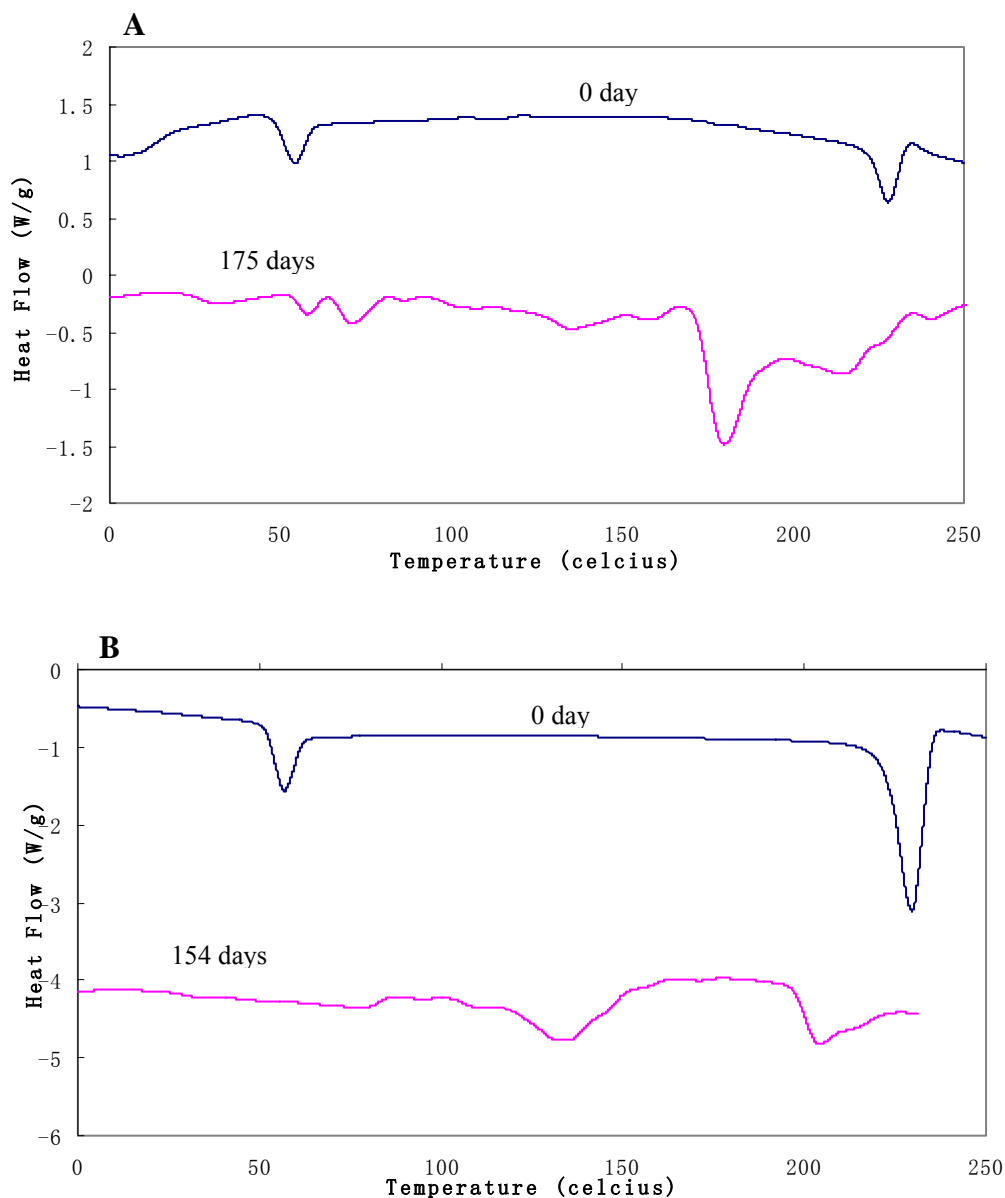 A
2
1.5
1
0.5
0
-0.5
-1
-1.5
-2
Heat Flow (W/g)
0 day
175 days
0 50 100 150 200 250
Temperature (celcius)
B
0
-1
-2
-3
-4
-5
-6
Heat Flow (W/g)
0 day
154 days
0 50 100 150 200 250
Temperature (celcius)